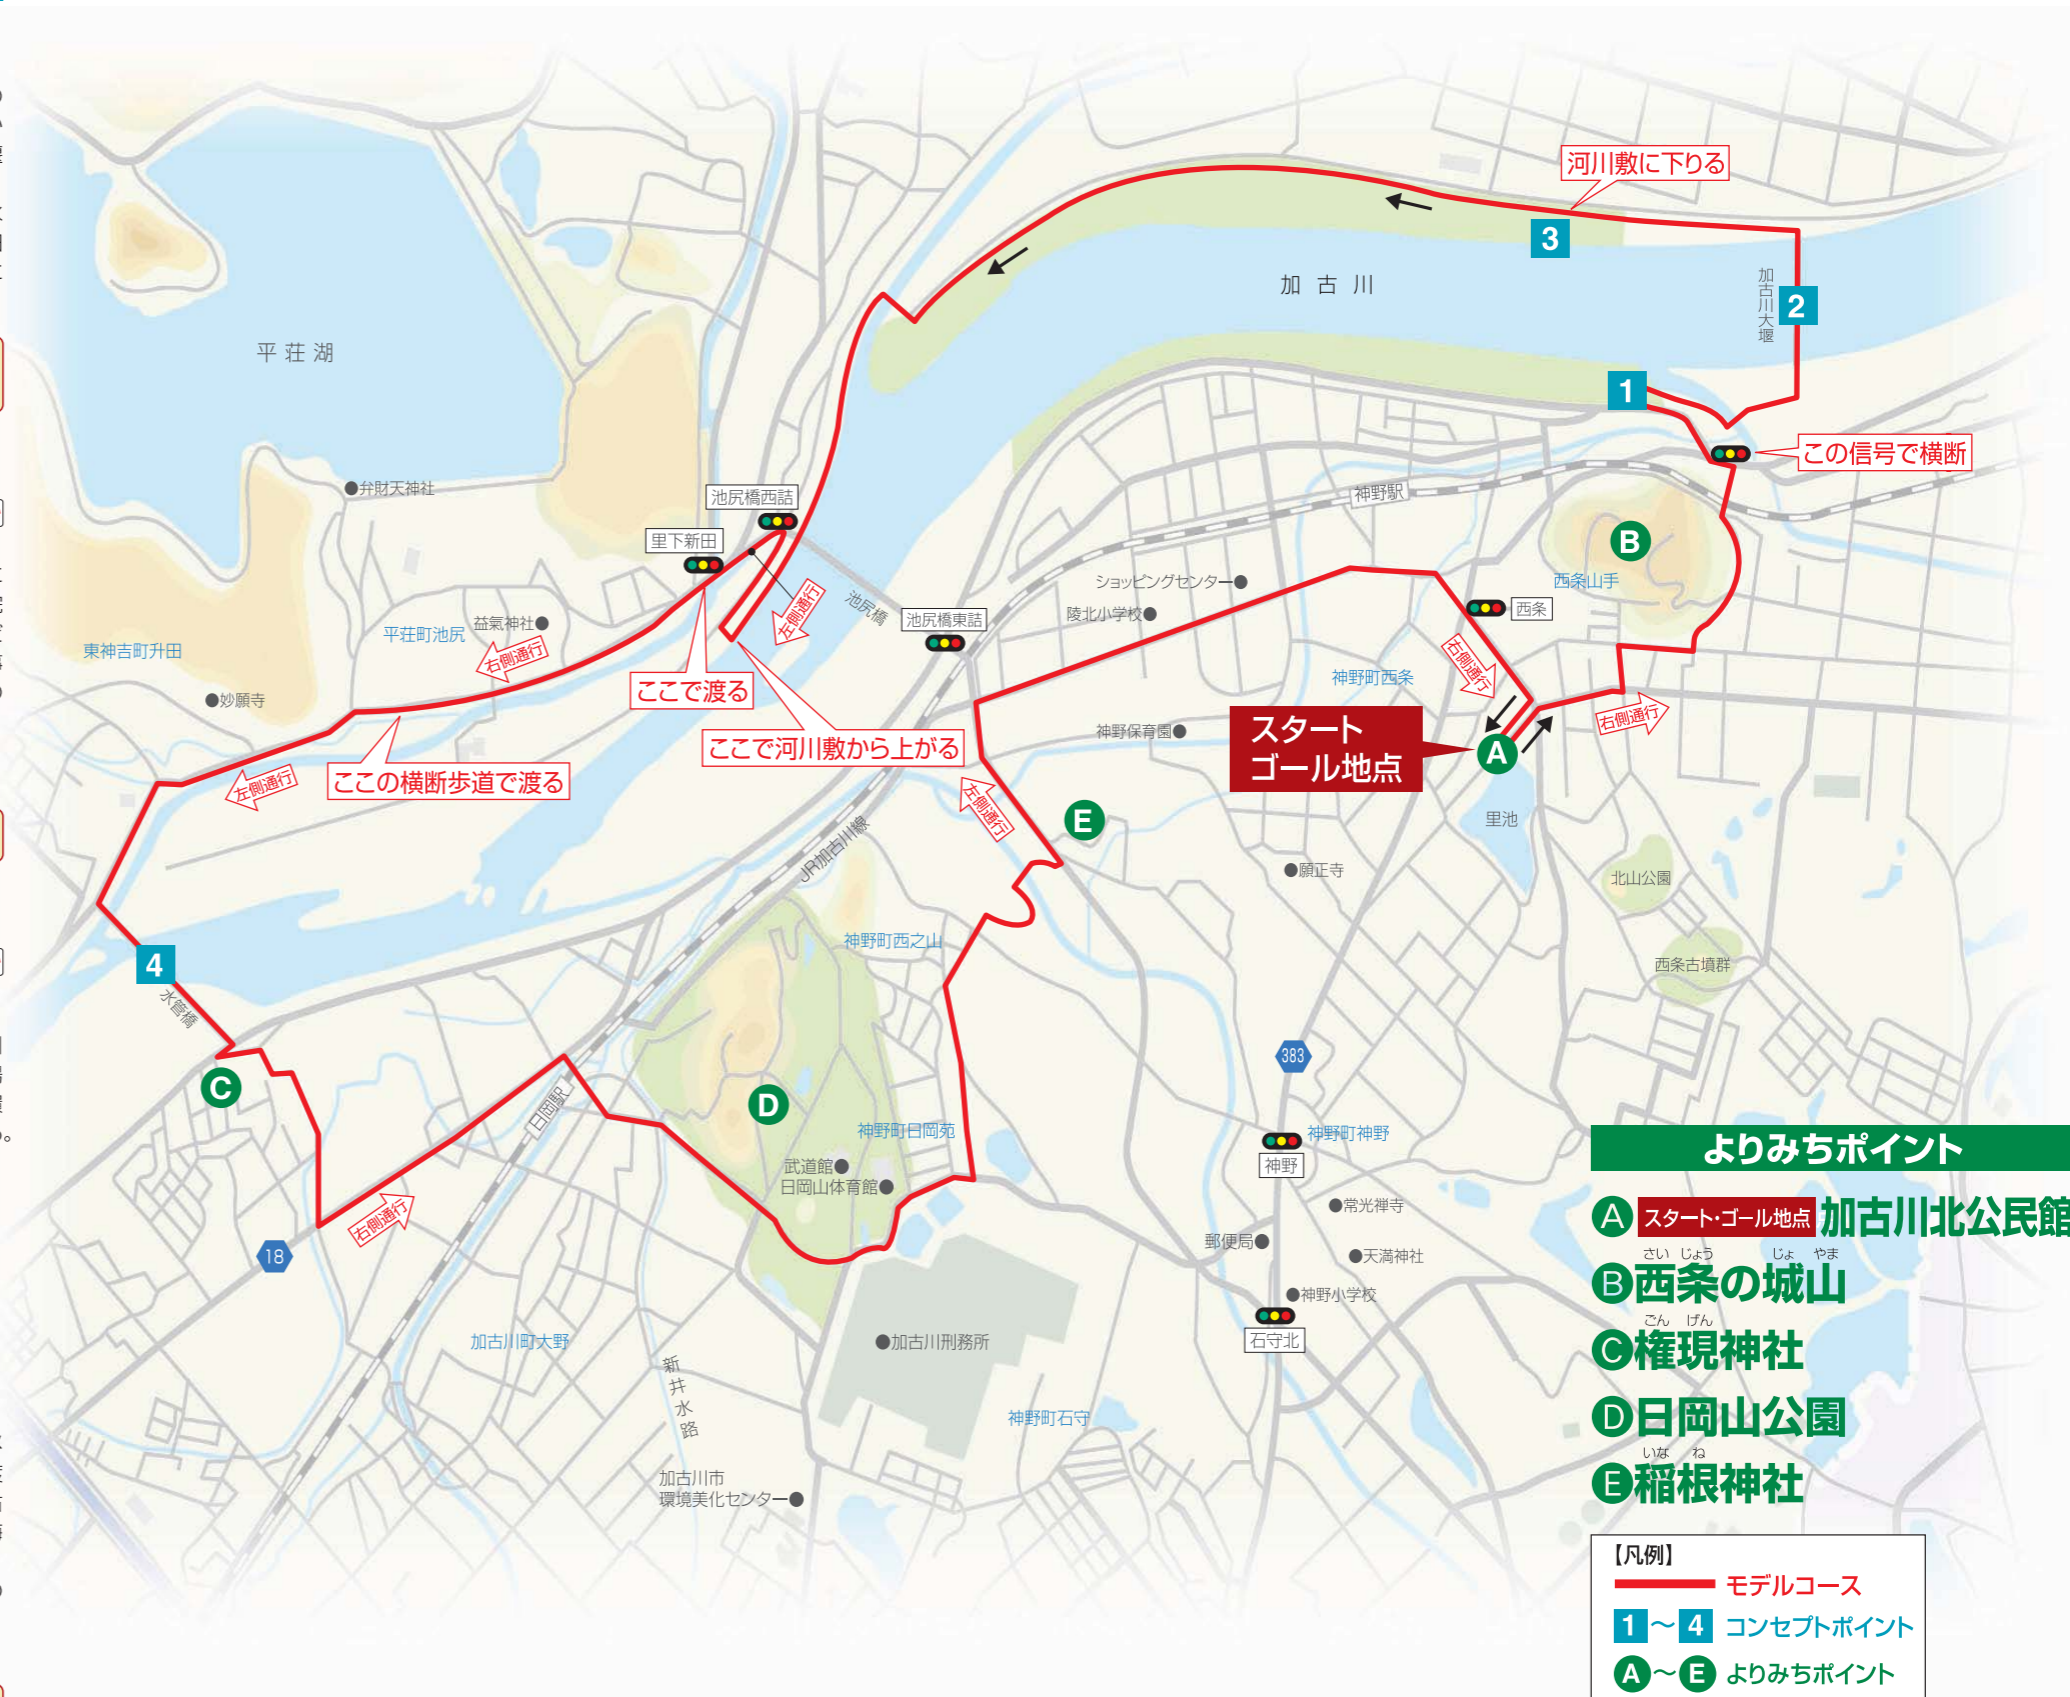 河川敷に下りる
3
加古川
加古川大堰
2
平荘湖
1
この信号で横断
神野駅
弁財天神社
池尻橋西詰
里下新田
B
西条山手
ショッピングセンター
西条
陵北小学校
池尻橋
左側通行
池尻橋東詰
益氣神社
平荘町池尻
右側通行
東神吉町升田
ここで渡る
右側通行
神野町西条
妙願寺
スタート
ゴール地点
右側通行
神野保育園
ここで河川敷から上がる
A
ここの横断歩道で渡る
左側通行
左側通行
E
里池
JR加古川線
願正寺
北山公園
神野町西之山
西条古墳群
4
水管橋
383
C
日岡駅
D
神野町日岡苑
神野町神野
神野
武道館
日岡山体育館
右側通行
常光禅寺
郵便局
天満神社
18
神野小学校
石守北
加古川町大野
加古川刑務所
新井水路
神野町石守
加古川市
環境美化センター
よりみちポイント
A スタート・ゴール地点 加古川北公民館
さいじょう じょやま
B 西条の城山
ごんげん
C 権現神社
D 日岡山公園
いなね
E 稲根神社
【凡例】
モデルコース
1～4 コンセプトポイント
A～E よりみちポイント